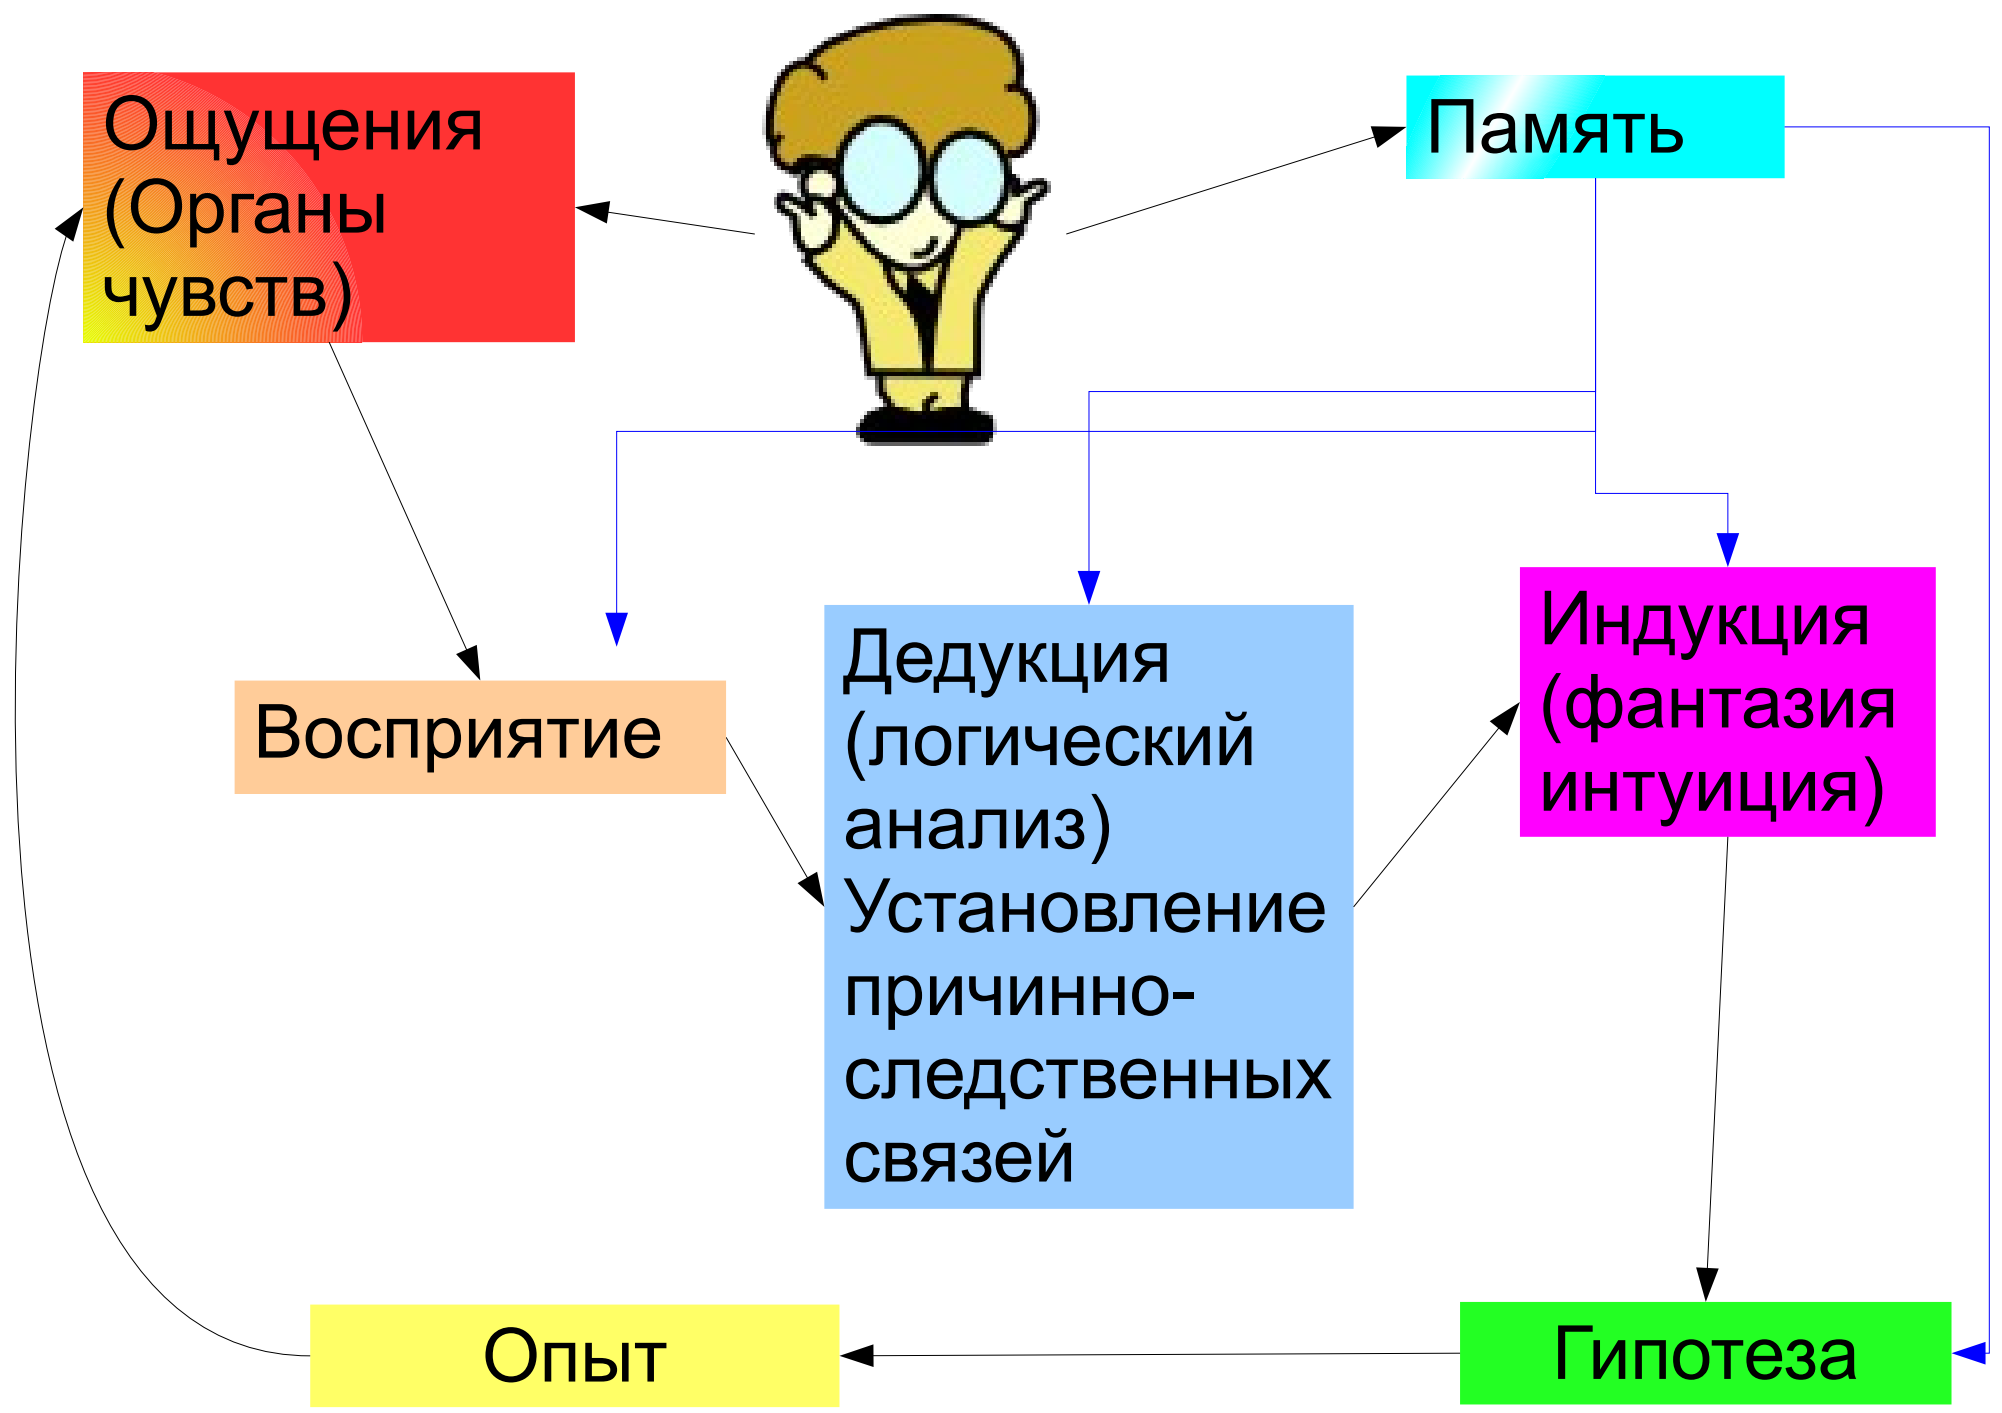 Ощущения
(Органы
чувств)
Память
Восприятие
Дедукция
(логический
анализ)
Установление
причинно-
следственных
связей
Индукция
(фантазия
интуиция)
Опыт
Гипотеза